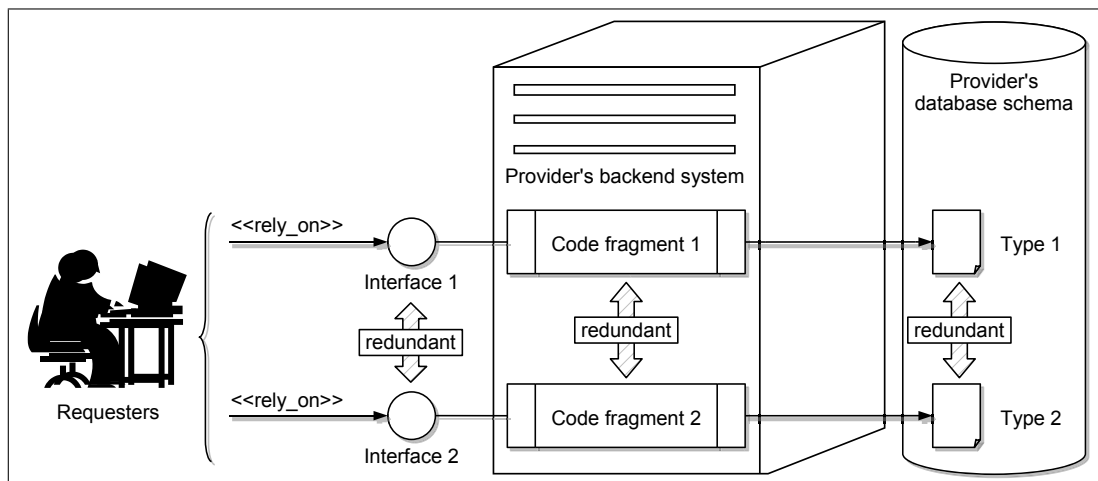 Provider's
database schema
Provider's backend system
<<rely_on>>
Code fragment 1
Type 1
Interface 1
redundant
redundant
redundant
Requesters
<<rely_on>>
Code fragment 2
Type 2
Interface 2